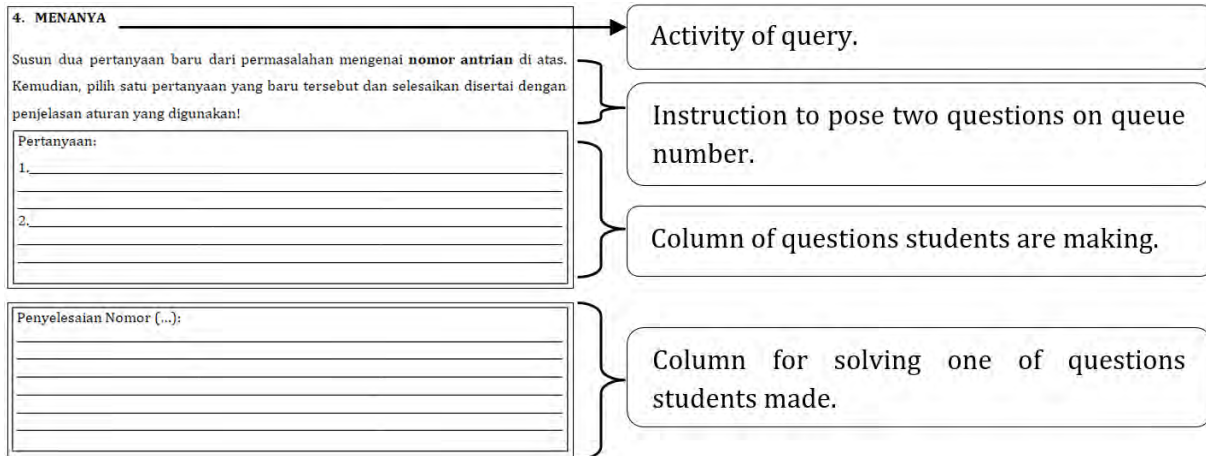 4. MENANYA
Susun dua pertanyaan baru dari permasalahan mengenai nomor antrian di atas.
Kemudian, pilih satu pertanyaan yang baru tersebut dan selesaikan disertai dengan
penjelasan aturan yang digunakan!
Pertanyaan:
1.
2.
Penyelesaian Nomor (...):
Activity of query.
Instruction to pose two questions on queue
number.
Column of questions students are making.
Column for solving one of questions
students made.